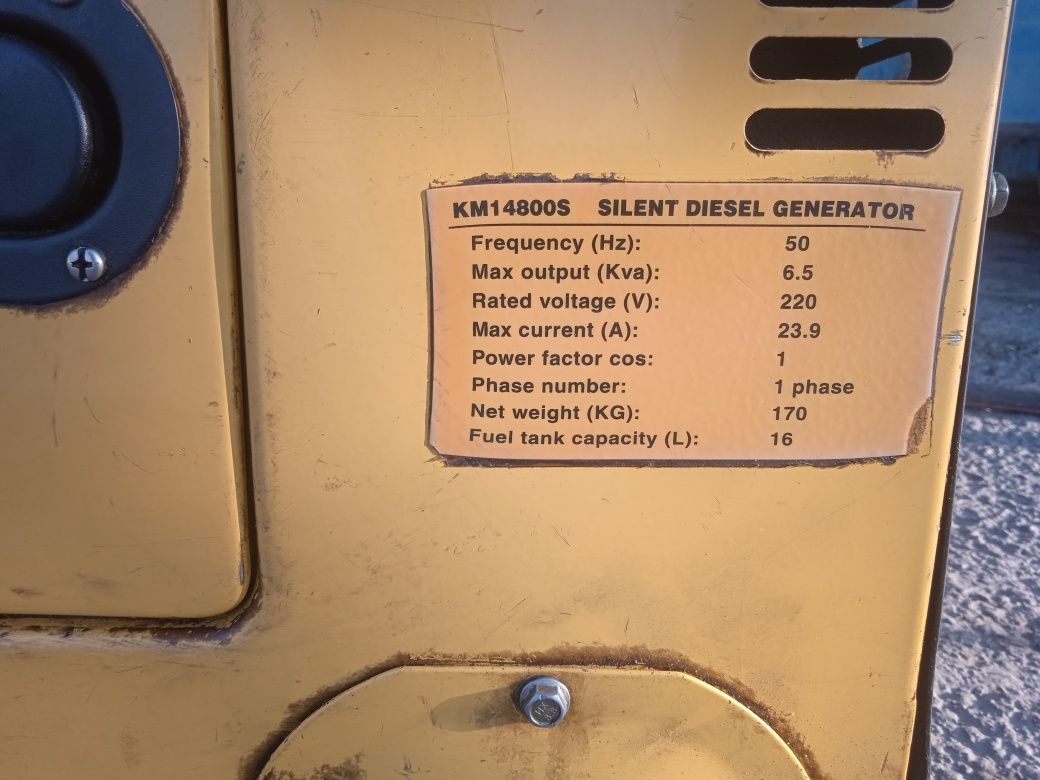 KM14800S SILENT DIESEL GENERATOR
Frequency (Hz): 50
Max output (Kva): 6.5
Rated voltage (V): 220
Max current (A): 23.9
Power factor cos: 1
Phase number: 1 phase
Net weight (KG): 170
Fuel tank capacity (L): 16